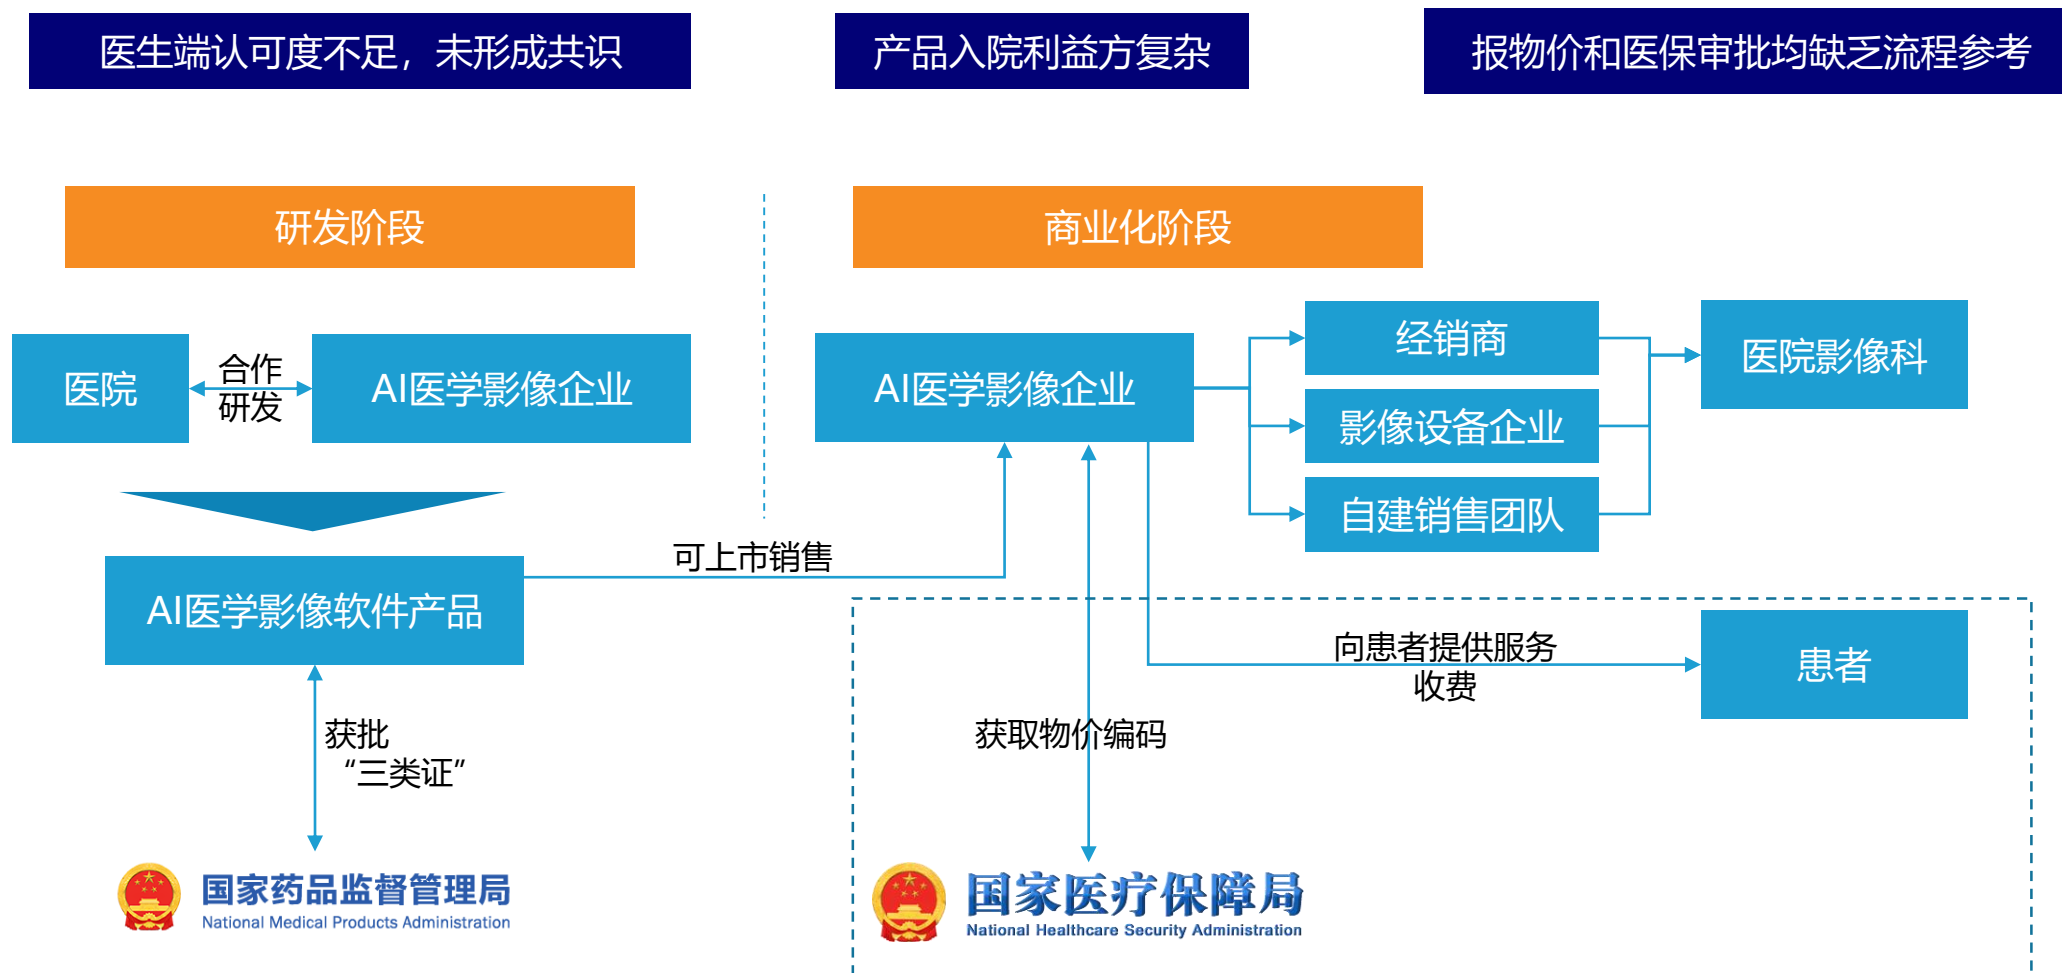 医生端认可度不足，未形成共识
产品入院利益方复杂
报物价和医保审批均缺乏流程参考
研发阶段
商业化阶段
医院
合作
研发
AI医学影像企业
AI医学影像企业
经销商
影像设备企业
自建销售团队
医院影像科
可上市销售
AI医学影像软件产品
向患者提供服务
收费
患者
获批
“三类证”
获取物价编码
国家药品监督管理局
National Medical Products Administration
国家医疗保障局
National Healthcare Security Administration